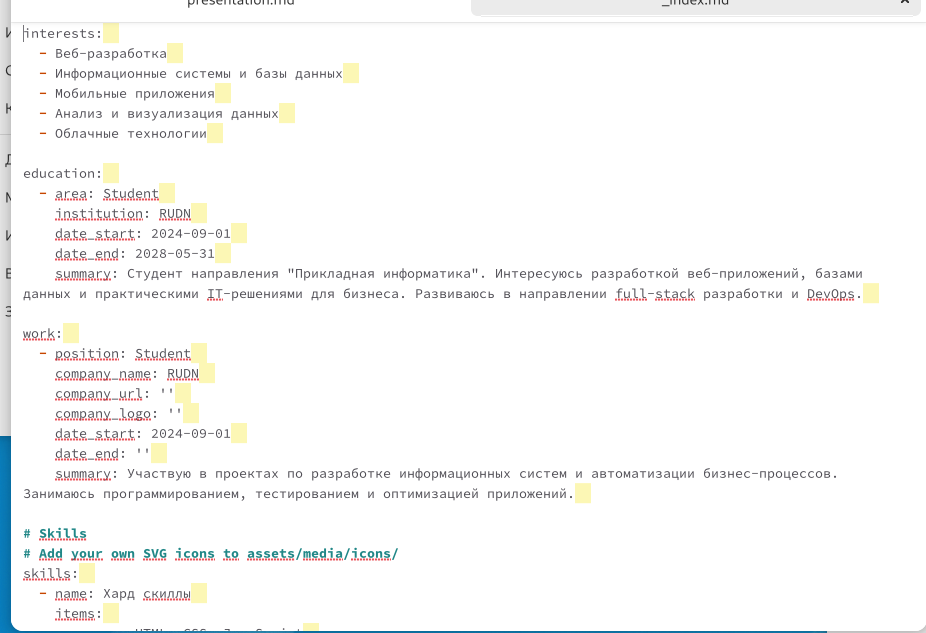 presentation.md
_index.md
interests:
- Веб-разработка
- Информационные системы и базы данных
- Мобильные приложения
- Анализ и визуализация данных
- Облачные технологии
education:
- area: Student
institution: RUDN
date_start: 2024-09-01
date_end: 2028-05-31
summary: Студент направления "Прикладная информатика". Интересуюсь разработкой веб-приложений, базами
данных и практическими IT-решениями для бизнеса. Развиваюсь в направлении full-stack разработки и DevOps.
work:
- position: Student
company_name: RUDN
company_url: ''
company_logo: ''
date_start: 2024-09-01
date_end: ''
summary: Участвую в проектах по разработке информационных систем и автоматизации бизнес-процессов.
Занимаюсь программированием, тестированием и оптимизацией приложений.
# Skills
# Add your own SVG icons to assets/media/icons/
skills:
- name: Хард скиллы
items: